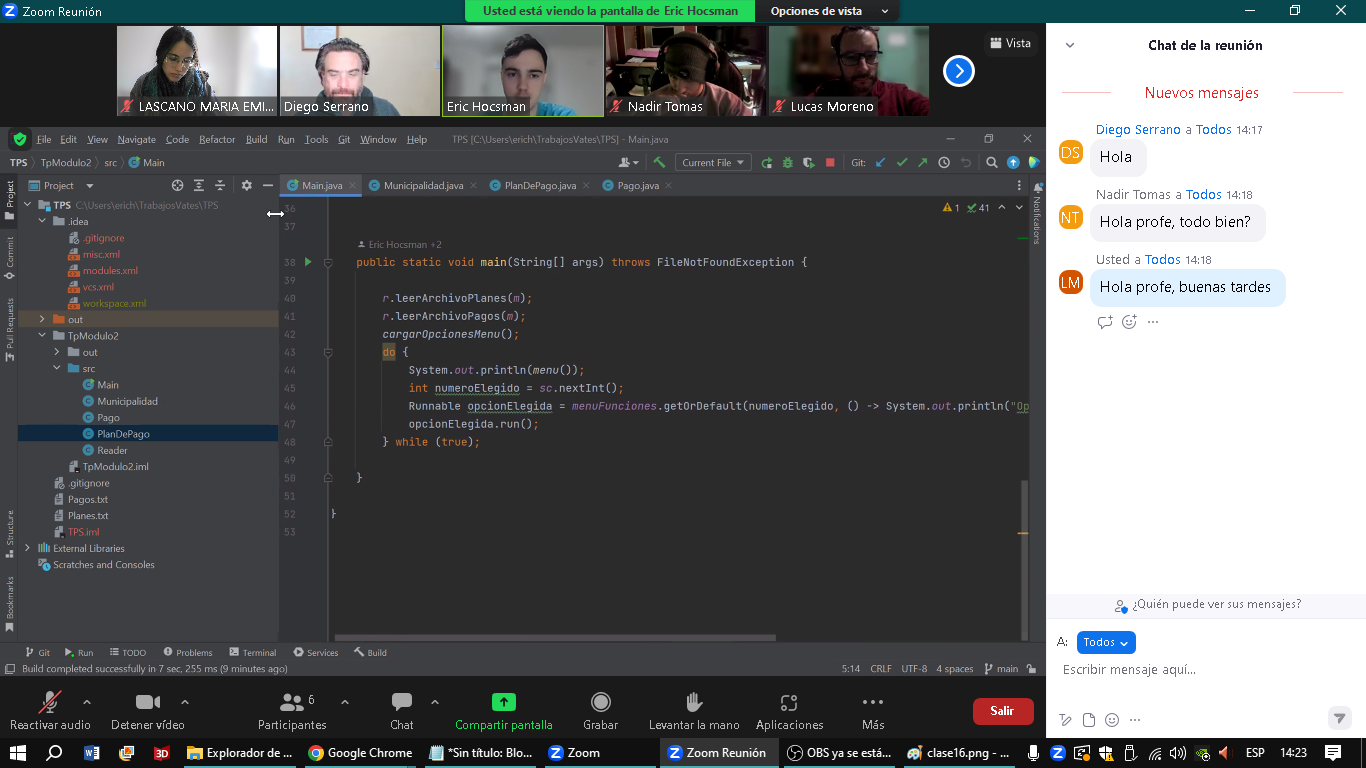 Zoom Reunión
Usted está viendo la pantalla de Eric Hocsman
Opciones de vista
LASCANO MARIA EMI...
Diego Serrano
Eric Hocsman
Nadir Tomas
Lucas Moreno
Vista
File Edit View Navigate Code Refactor Build Run Tools Git Window Help
TPS [C:\Users\erich\TrabajosVates\TPS] - Main.java
TPS TpModulo2 src Main
Current File
Git:
Project
Main.java
Municipalidad.java
PlanDePago.java
Pago.java
Project
Commit
Pull Requests
Structure
Bookmarks
Notifications
TPS C:\Users\erich\TrabajosVates\TPS
.idea
.gitignore
misc.xml
modules.xml
vcs.xml
workspace.xml
out
TpModulo2
out
src
Main
Municipalidad
Pago
PlanDePago
Reader
TpModulo2.iml
.gitignore
Pagos.txt
Planes.txt
TPS.iml
External Libraries
Scratches and Consoles
1 41
36
37
Eric Hocsman +2
38 public static void main(String[] args) throws FileNotFoundException {
39
40 r.leerArchivoPlanes(m);
41 r.leerArchivoPagos(m);
42 cargarOpcionesMenu();
43 do {
44 System.out.println(menu());
45 int numeroElegido = sc.nextInt();
46 Runnable opcionElegida = menuFunciones.getOrDefault(numeroElegido, () -> System.out.println("Op
47 opcionElegida.run();
48 } while (true);
49
50 }
51
52 }
53
Git Run TODO Problems Terminal Services Build
Build completed successfully in 7 sec, 255 ms (9 minutes ago)
5:14 CRLF UTF-8 4 spaces main
Reactivar audio
Detener vídeo
6
Participantes
Chat
Compartir pantalla
Grabar
Levantar la mano
Aplicaciones
Más
Salir
Chat de la reunión
Nuevos mensajes
Diego Serrano a Todos 14:17
DS
Hola
Nadir Tomas a Todos 14:18
NT
Hola profe, todo bien?
Usted a Todos 14:18
LM
Hola profe, buenas tardes
¿Quién puede ver sus mensajes?
A: Todos
Escribir mensaje aquí...
Explorador de ...
Google Chrome
*Sin título: Blo...
Zoom
Zoom Reunión
OBS ya se está...
clase16.png - ...
ESP
14:23